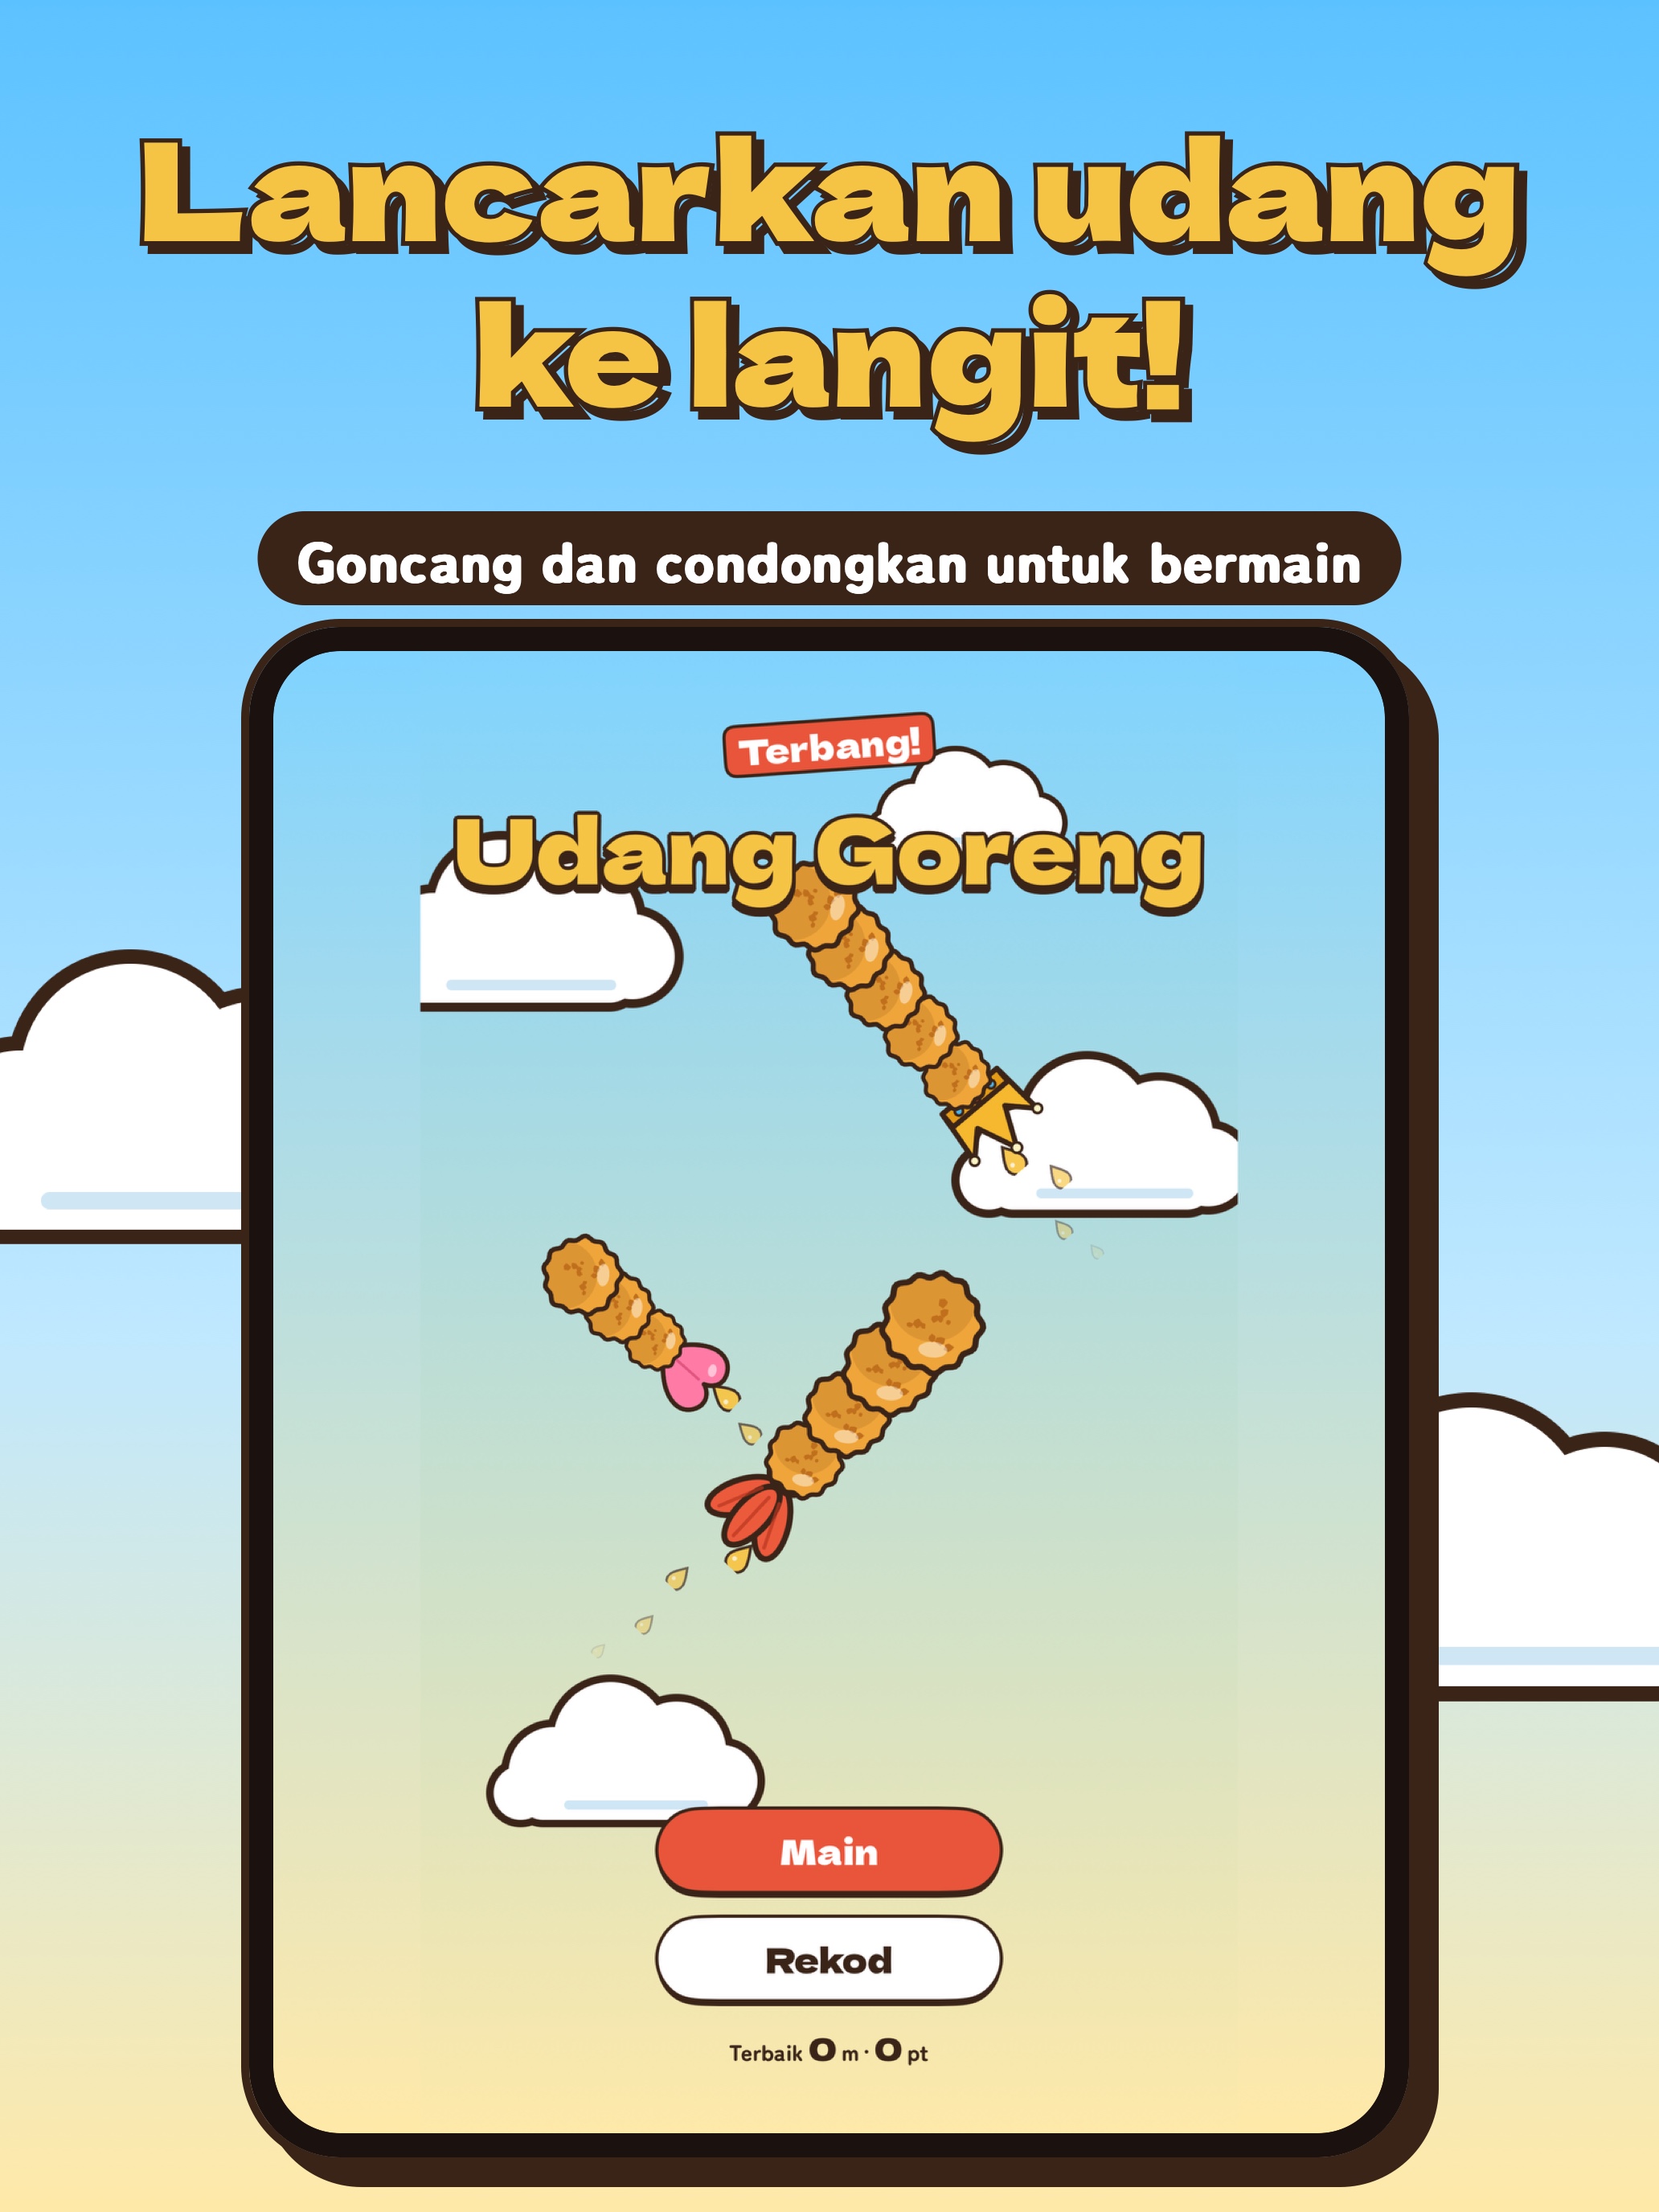 Lancarkan udang
ke langit!
Goncang dan condongkan untuk bermain
Terbang!
Udang Goreng
Main
Rekod
Terbaik 0 m · 0 pt